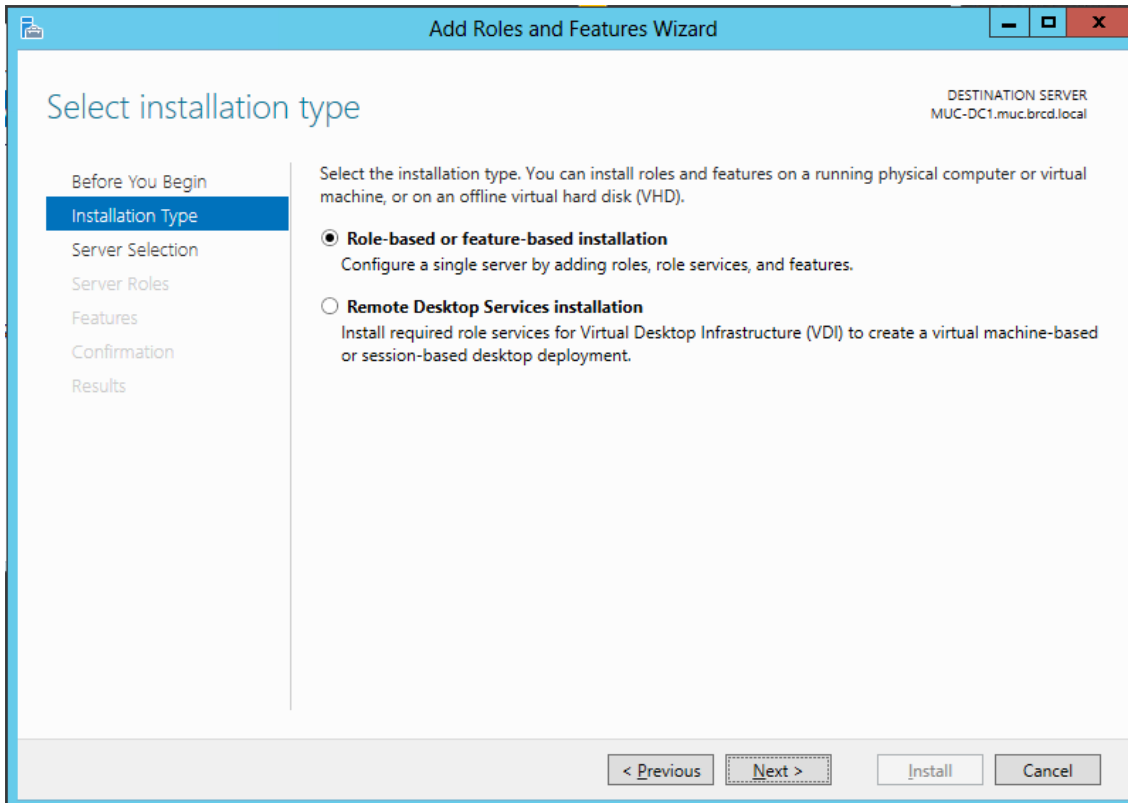 Add Roles and Features Wizard
Select installation type
DESTINATION SERVER
MUC-DC1.muc.brcd.local
Before You Begin
Installation Type
Server Selection
Server Roles
Features
Confirmation
Results
Select the installation type. You can install roles and features on a running physical computer or virtual
machine, or on an offline virtual hard disk (VHD).
Role-based or feature-based installation
Configure a single server by adding roles, role services, and features.
Remote Desktop Services installation
Install required role services for Virtual Desktop Infrastructure (VDI) to create a virtual machine-based
or session-based desktop deployment.
< Previous
Next >
Install
Cancel